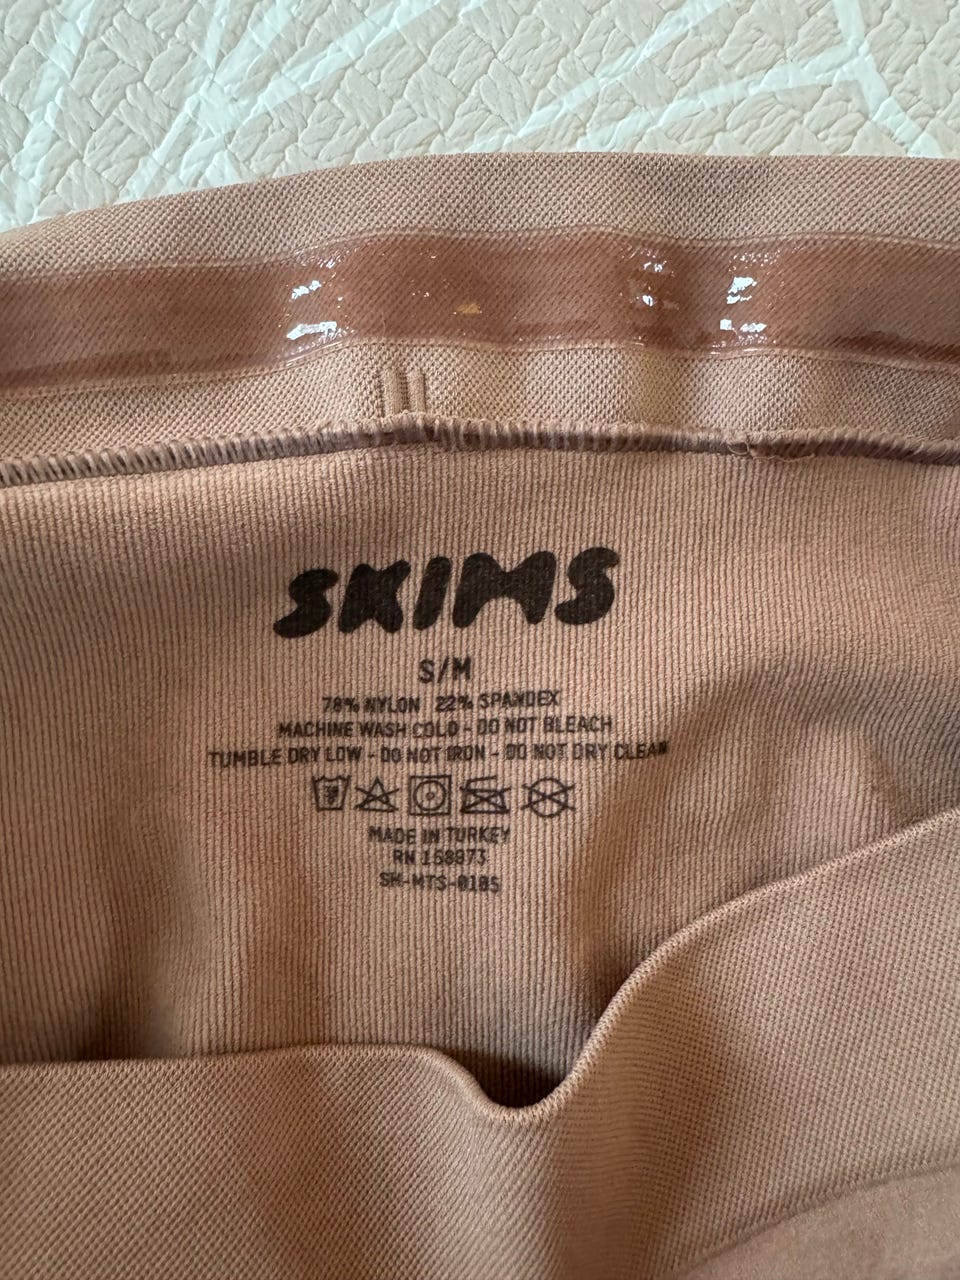 SKIMS
S/M
78% NYLON 22% SPANDEX
MACHINE WASH COLD - DO NOT BLEACH
TUMBLE DRY LOW - DO NOT IRON - DO NOT DRY CLEAN
MADE IN TURKEY
RN 158973
SH-MTS-0185